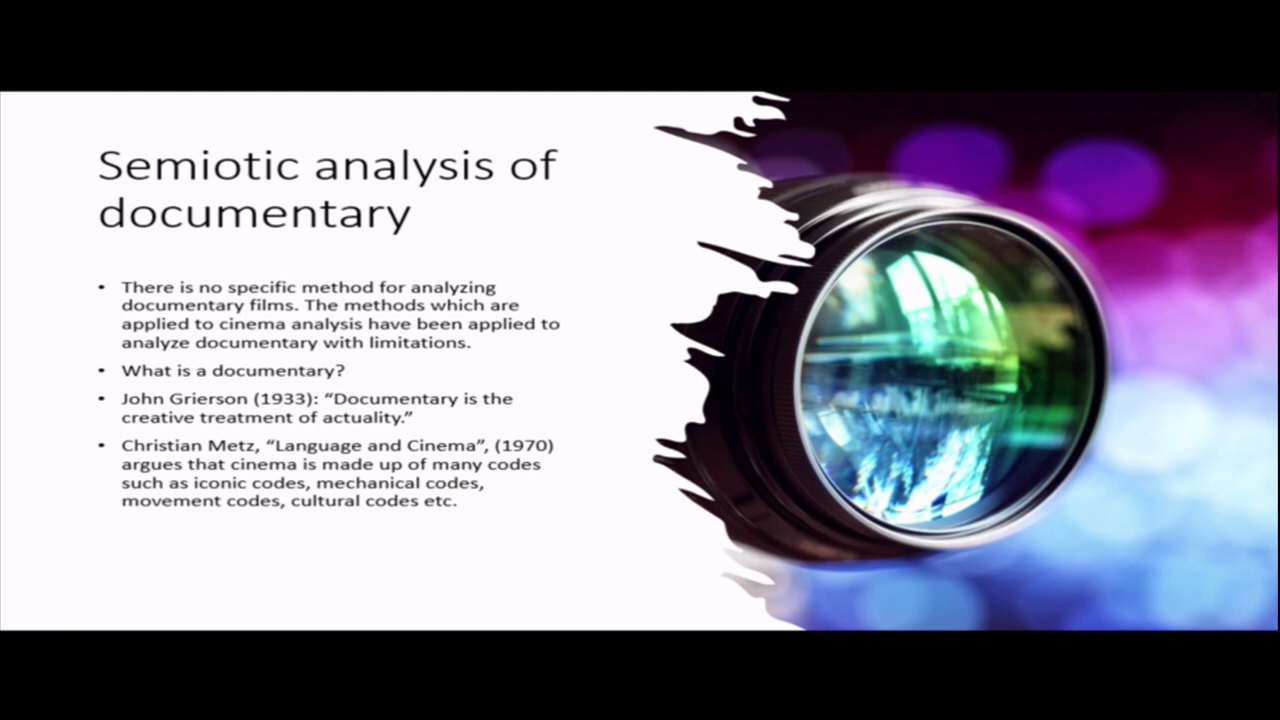 Semiotic analysis of
documentary
• There is no specific method for analyzing
documentary films. The methods which are
applied to cinema analysis have been applied to
analyze documentary with limitations.
• What is a documentary?
• John Grierson (1933): “Documentary is the
creative treatment of actuality.”
• Christian Metz, “Language and Cinema”, (1970)
argues that cinema is made up of many codes
such as iconic codes, mechanical codes,
movement codes, cultural codes etc.